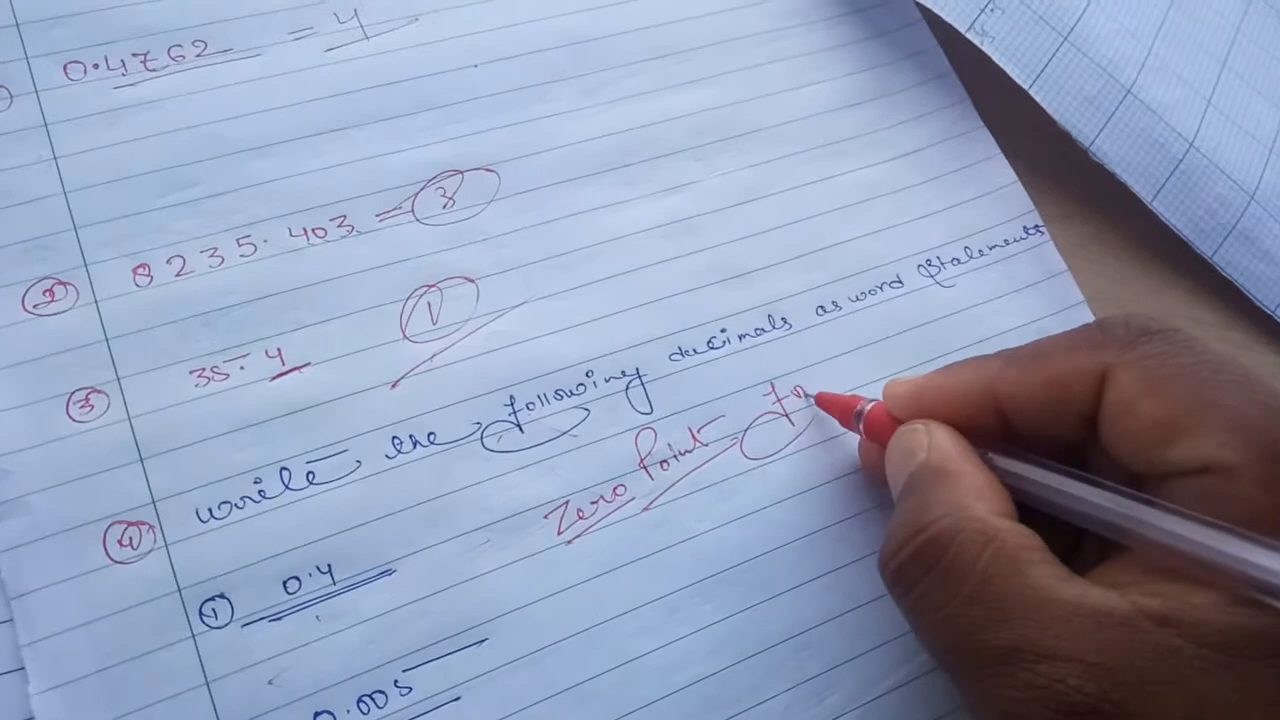 0.4762 = 4
② 8235.403 = 3
③ 35.4 1
④ write the following decimals as word statements
Zero Point fo
① 0.4
0.005